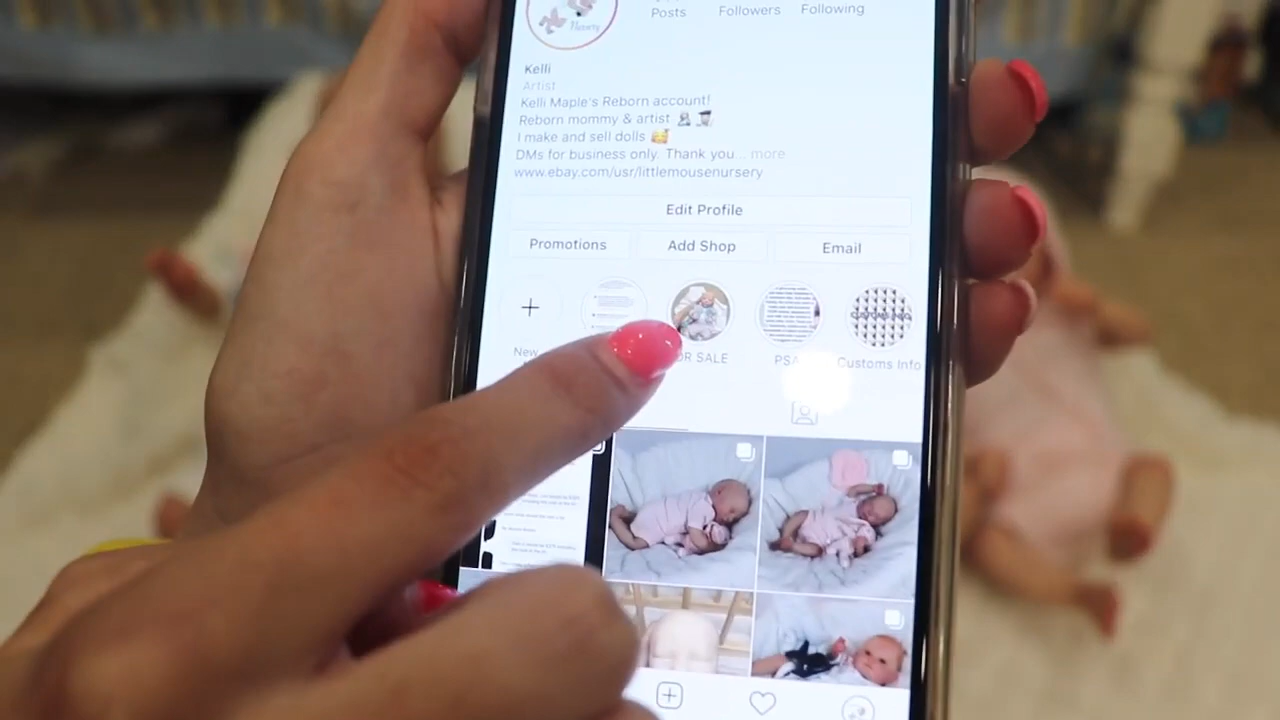 Nursery
Posts Followers Following
Kelli
Artist
Kelli Maple's Reborn account!
Reborn mommy & artist
I make and sell dolls
DMs for business only. Thank you... more
www.ebay.com/usr/littlemousenursery
Edit Profile
Promotions Add Shop Email
New OR SALE PSA Customs Info